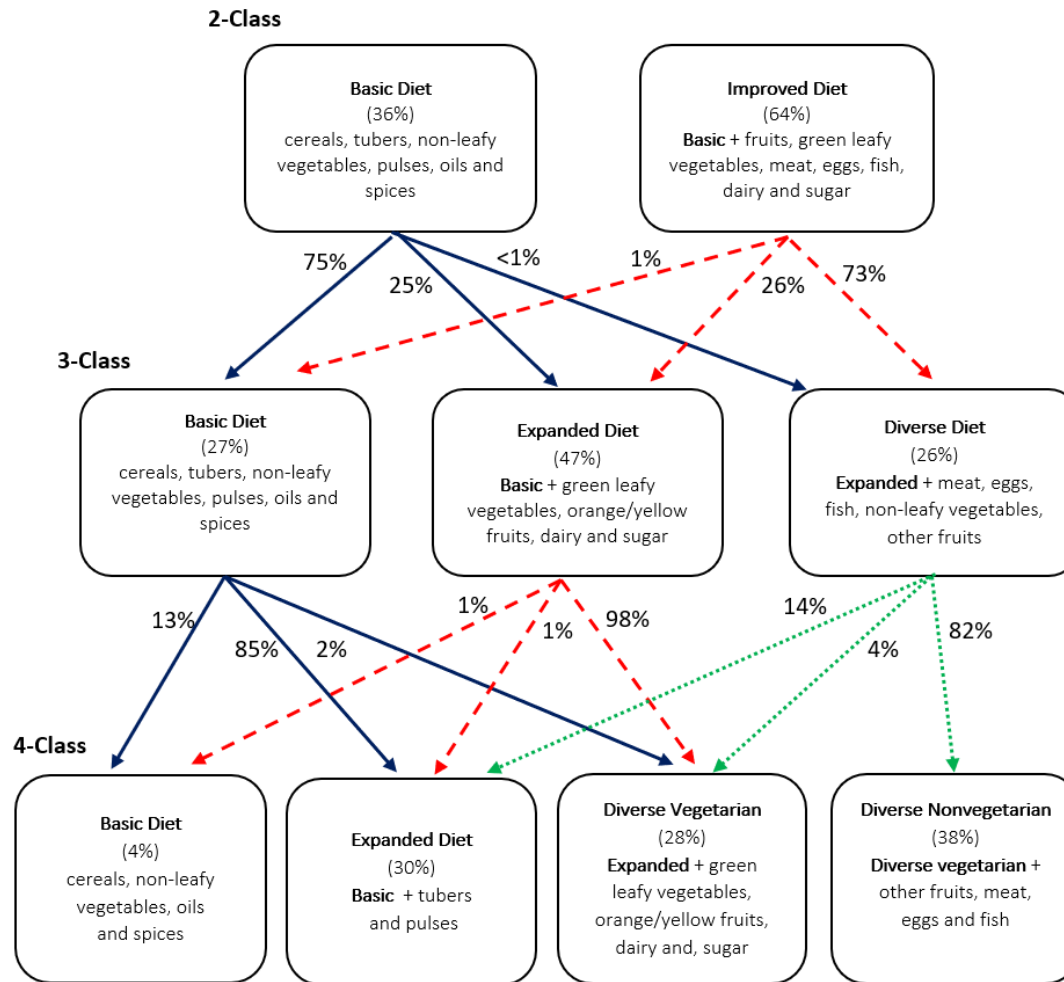 2-Class
Basic Diet
(36%)
cereals, tubers, non-leafy
vegetables, pulses, oils and
spices
Improved Diet
(64%)
Basic + fruits, green leafy
vegetables, meat, eggs, fish,
dairy and sugar
75%
25%
<1%
1%
26%
73%
3-Class
Basic Diet
(27%)
cereals, tubers, non-leafy
vegetables, pulses, oils and
spices
Expanded Diet
(47%)
Basic + green leafy
vegetables, orange/yellow
fruits, dairy and sugar
Diverse Diet
(26%)
Expanded + meat, eggs,
fish, non-leafy vegetables,
other fruits
13%
85%
2%
1%
1%
98%
14%
4%
82%
4-Class
Basic Diet
(4%)
cereals, non-leafy
vegetables, oils
and spices
Expanded Diet
(30%)
Basic + tubers
and pulses
Diverse Vegetarian
(28%)
Expanded + green
leafy vegetables,
orange/yellow fruits,
dairy and, sugar
Diverse Nonvegetarian
(38%)
Diverse vegetarian +
other fruits, meat,
eggs and fish